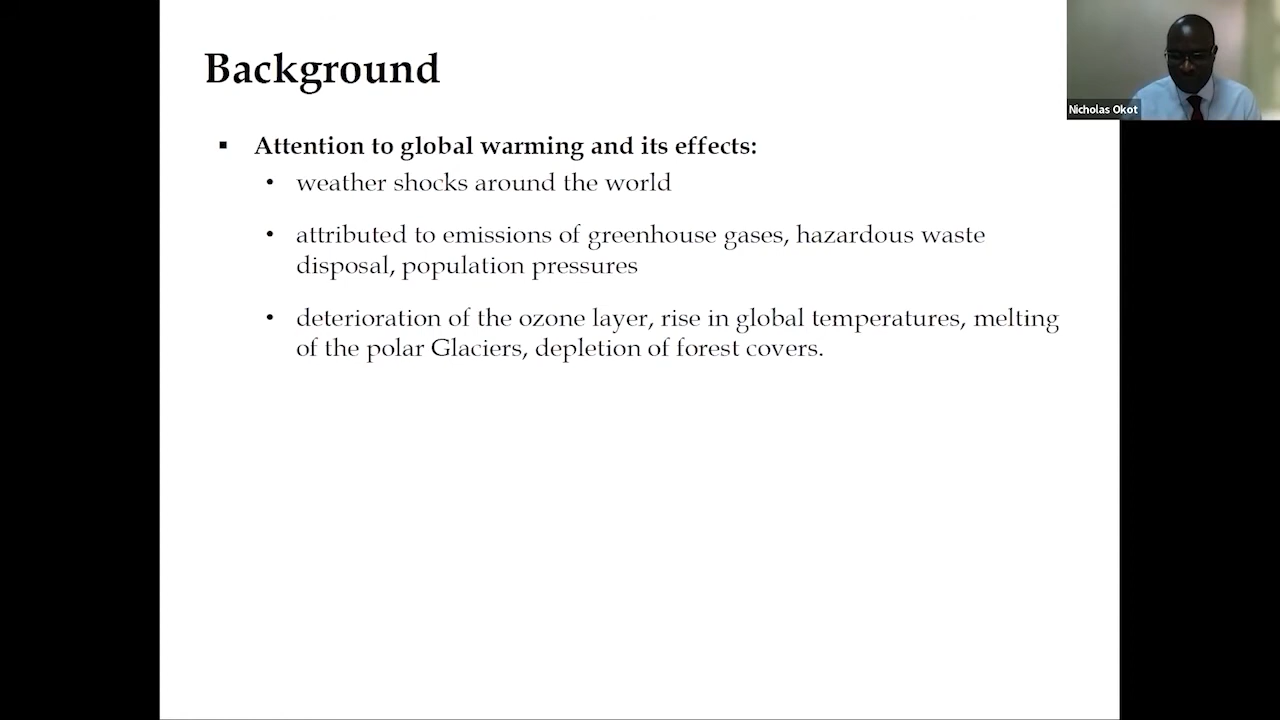 Background
Nicholas Okot
▪ Attention to global warming and its effects:
• weather shocks around the world
• attributed to emissions of greenhouse gases, hazardous waste
disposal, population pressures
• deterioration of the ozone layer, rise in global temperatures, melting
of the polar Glaciers, depletion of forest covers.